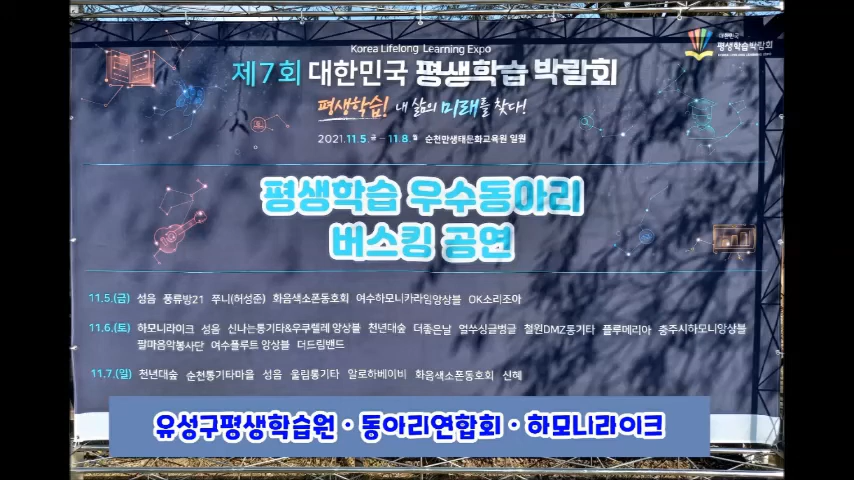 Korea Lifelong Learning Expo
제7회 대한민국 평생학습 박람회
평생학습! 내 삶의 미래를 찾다!
2021.11.5.금 - 11.8.월 순천만생태문화교육원 일원
대한민국
평생학습박람회
KOREA LIFELONG LEARNING EXPO
평생학습 우수동아리
버스킹 공연
11.5.(금) 성음 풍류방21 푸니(허성준) 화음색소폰동호회 여수하모니카라임앙상블 OK소리조아
11.6.(토) 하모니라이크 성음 신나는통기타&우쿠렐레 앙상블 천년대숲 더좋은날 얼쑤싱글벙글 철원DMZ통기타 플루메리아 충주시하모니앙상블
팔마음악봉사단 여수플루트 앙상블 더드림밴드
11.7.(일) 천년대숲 순천통기타마을 성음 울림통기타 알로하베이비 화음색소폰동호회 신혜
유성구평생학습원 · 동아리연합회 · 하모니라이크